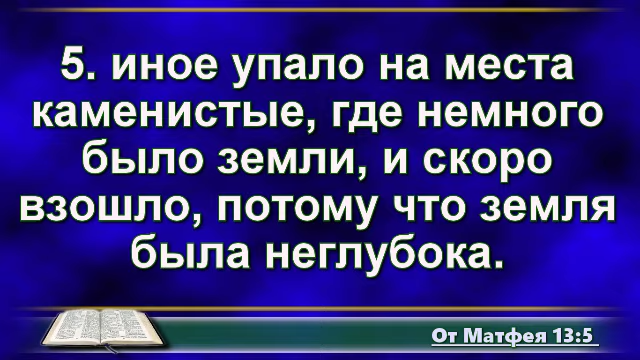 5. иное упало на места
каменистые, где немного
было земли, и скоро
взошло, потому что земля
была неглубока.
От Матфея 13:5